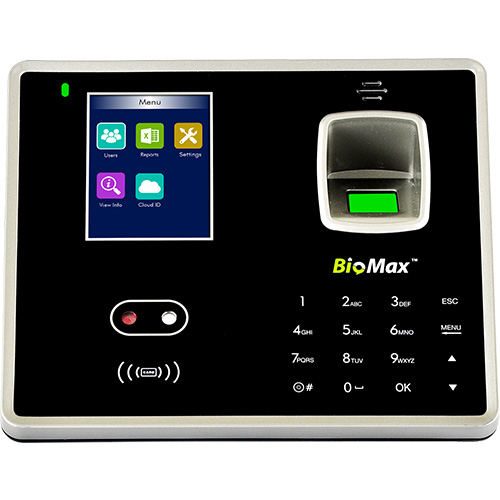 Menu
Users Reports Settings
View Info Cloud ID
BioMax™
1 2ABC 3DEF ESC
4GHI 5JKL 6MNO MENU
7PQRS 8TUV 9WXYZ ▲
⊙# 0⌴ OK ▼
CARD